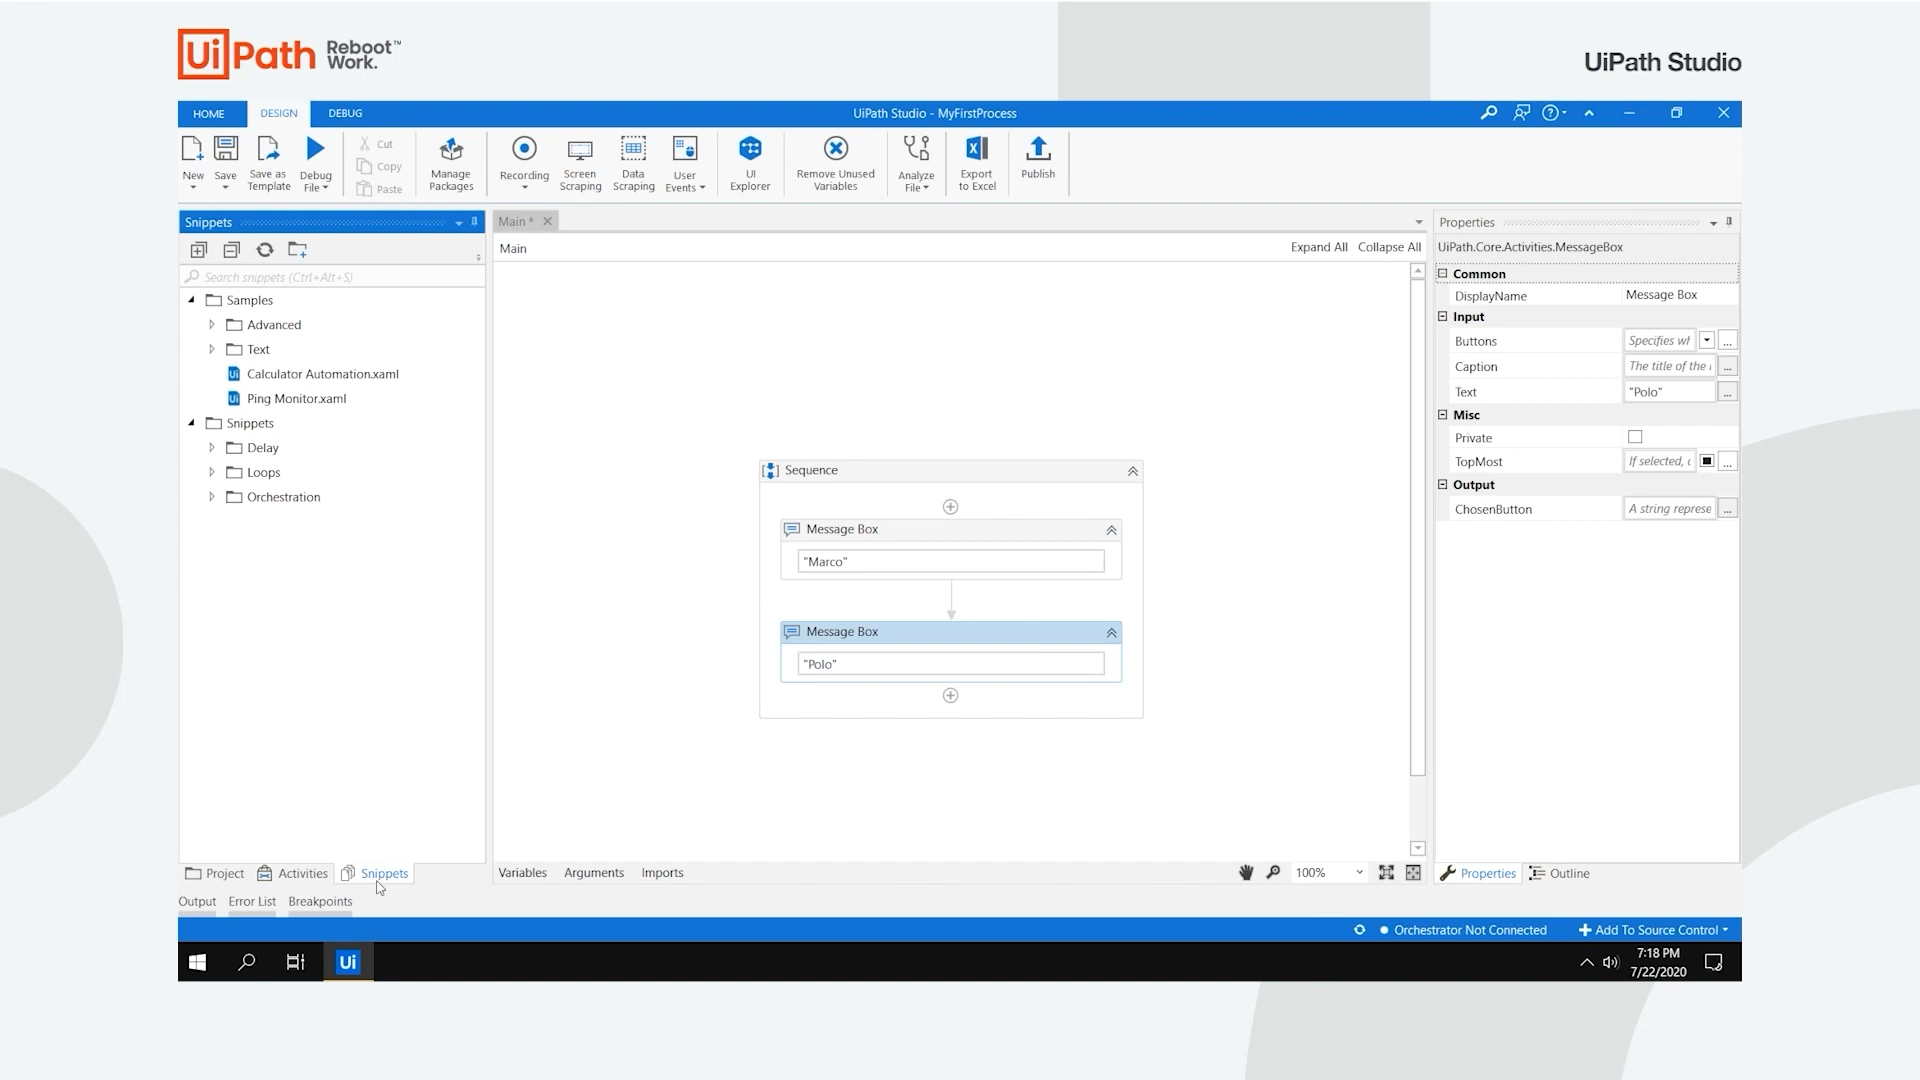 UiPath Reboot™ Work.
UiPath Studio
HOME DESIGN DEBUG
UiPath Studio - MyFirstProcess
New
Save
Save as Template
Debug File
Cut
Copy
Paste
Manage Packages
Recording
Screen Scraping
Data Scraping
User Events
UI Explorer
Remove Unused Variables
Analyze File
Export to Excel
Publish
Snippets
Search snippets (Ctrl+Alt+S)
Samples
Advanced
Text
Calculator Automation.xaml
Ping Monitor.xaml
Snippets
Delay
Loops
Orchestration
Project Activities Snippets
Output Error List Breakpoints
Main *
Main
Expand All Collapse All
Sequence
Message Box
"Marco"
Message Box
"Polo"
Variables Arguments Imports
100%
Properties
UiPath.Core.Activities.MessageBox
Common
DisplayName Message Box
Input
Buttons Specifies wh
Caption The title of the
Text "Polo"
Misc
Private
TopMost If selected,
Output
ChosenButton A string represe
Properties Outline
Orchestrator Not Connected Add To Source Control
Ui
7:18 PM
7/22/2020